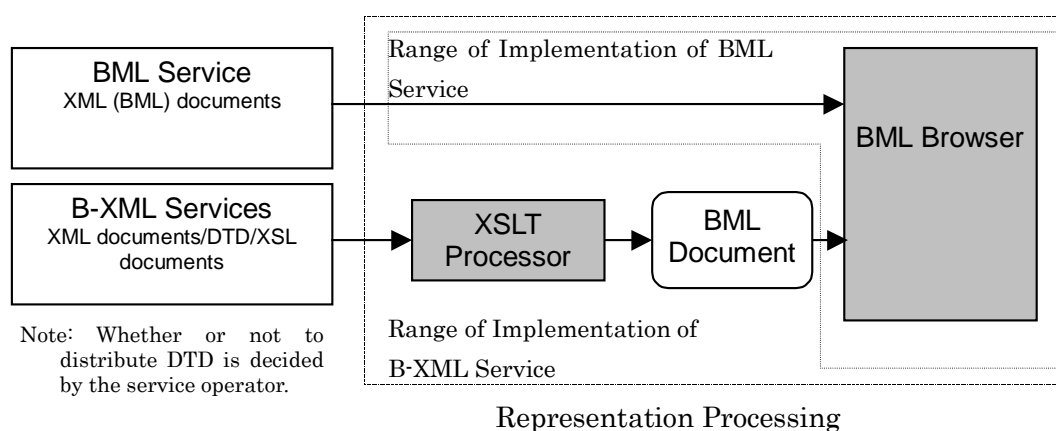 BML Service
XML (BML) documents
Range of Implementation of BML
Service
BML Browser
B-XML Services
XML documents/DTD/XSL
documents
XSLT
Processor
BML
Document
Note: Whether or not to
distribute DTD is decided
by the service operator.
Range of Implementation of
B-XML Service
Representation Processing